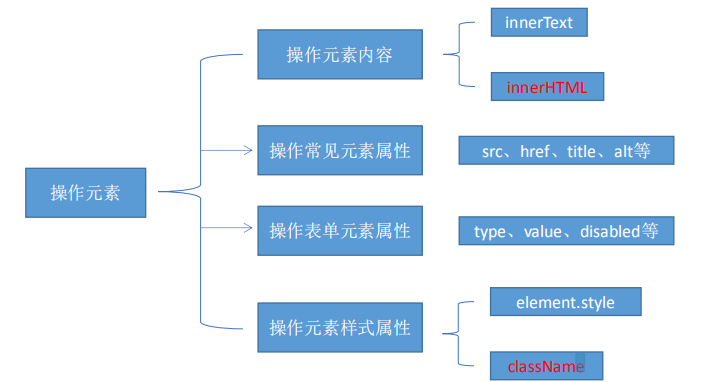 操作元素
操作元素内容
innerText
innerHTML
操作常见元素属性
src、href、title、alt等
操作表单元素属性
type、value、disabled等
操作元素样式属性
element.style
className